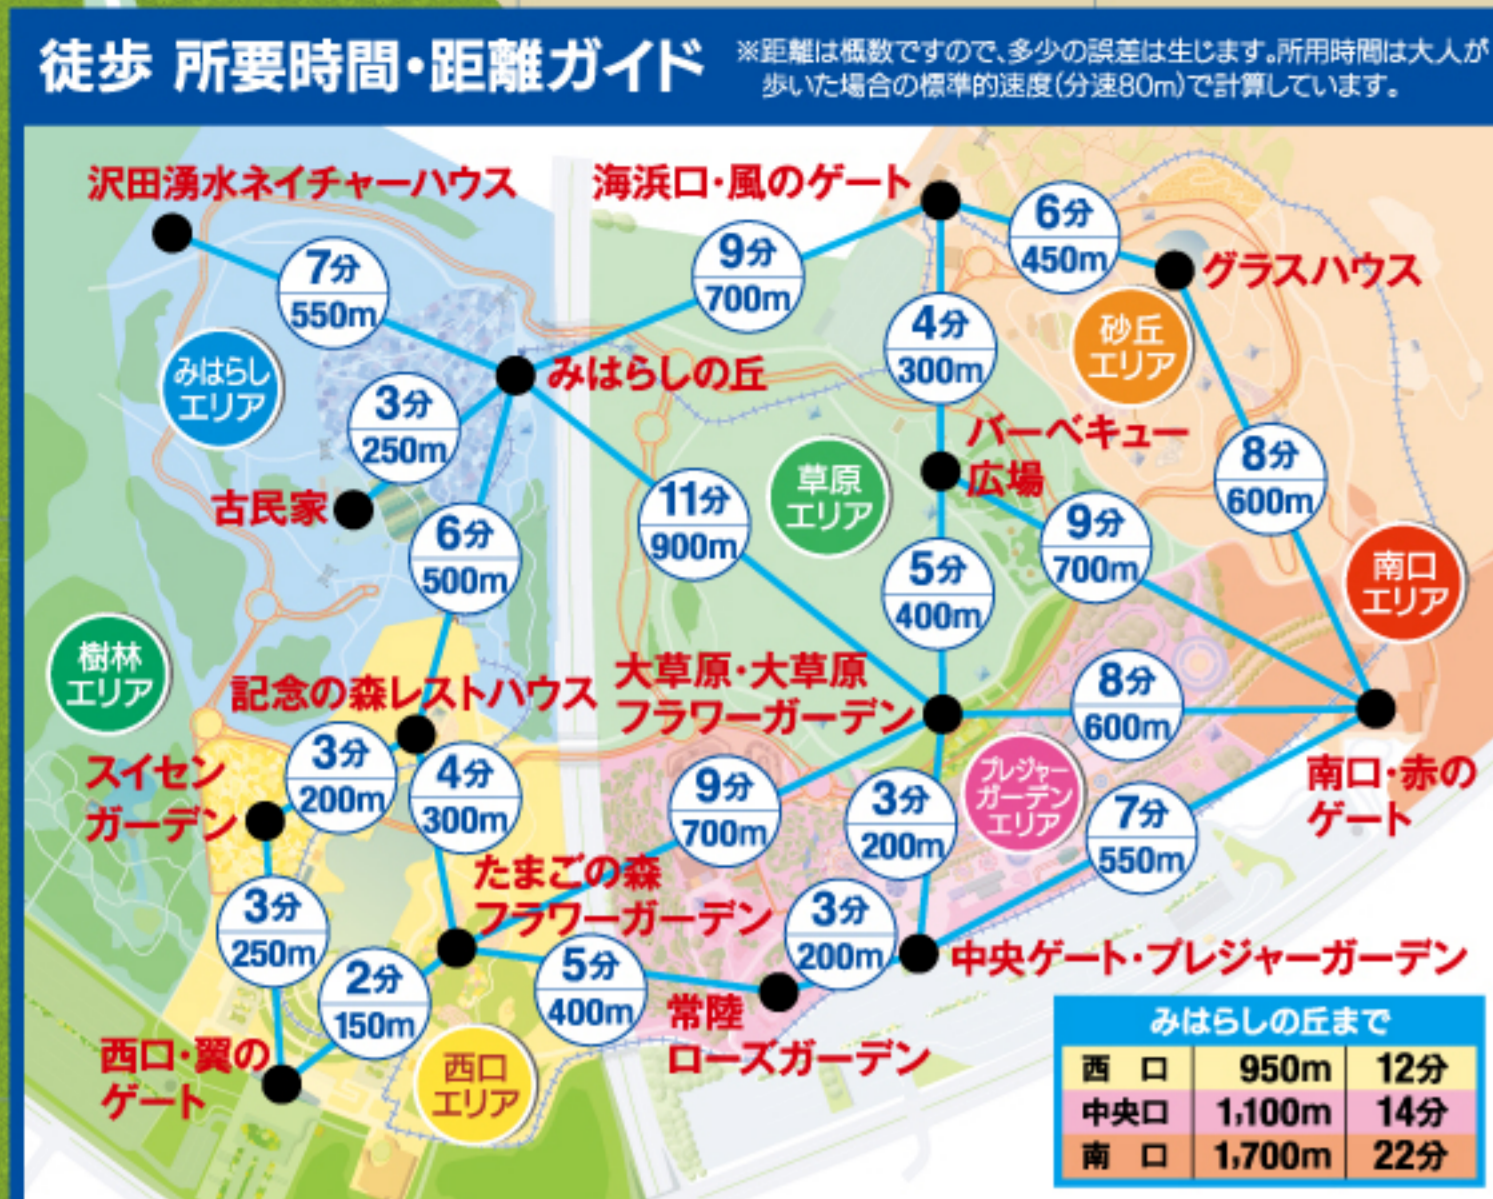 徒歩 所要時間・距離ガイド
※距離は概数ですので、多少の誤差は生じます。所用時間は大人が
歩いた場合の標準的速度(分速80m)で計算しています。
沢田湧水ネイチャーハウス
海浜口・風のゲート
6分
450m
9分
700m
7分
550m
グラスハウス
4分
300m
砂丘
エリア
みはらし
エリア
みはらしの丘
3分
250m
バーベキュー
広場
8分
600m
草原
エリア
11分
900m
古民家
9分
700m
6分
500m
南口
エリア
5分
400m
樹林
エリア
大草原・大草原
フラワーガーデン
8分
600m
記念の森レストハウス
3分
200m
スイセン
ガーデン
4分
300m
9分
700m
3分
200m
プレジャー
ガーデン
エリア
南口・赤の
ゲート
7分
550m
たまごの森
フラワーガーデン
3分
250m
3分
200m
中央ゲート・プレジャーガーデン
2分
150m
5分
400m
常陸
ローズガーデン
西口・翼の
ゲート
西口
エリア
みはらしの丘まで
西 口 950m 12分
中央口 1,100m 14分
南 口 1,700m 22分